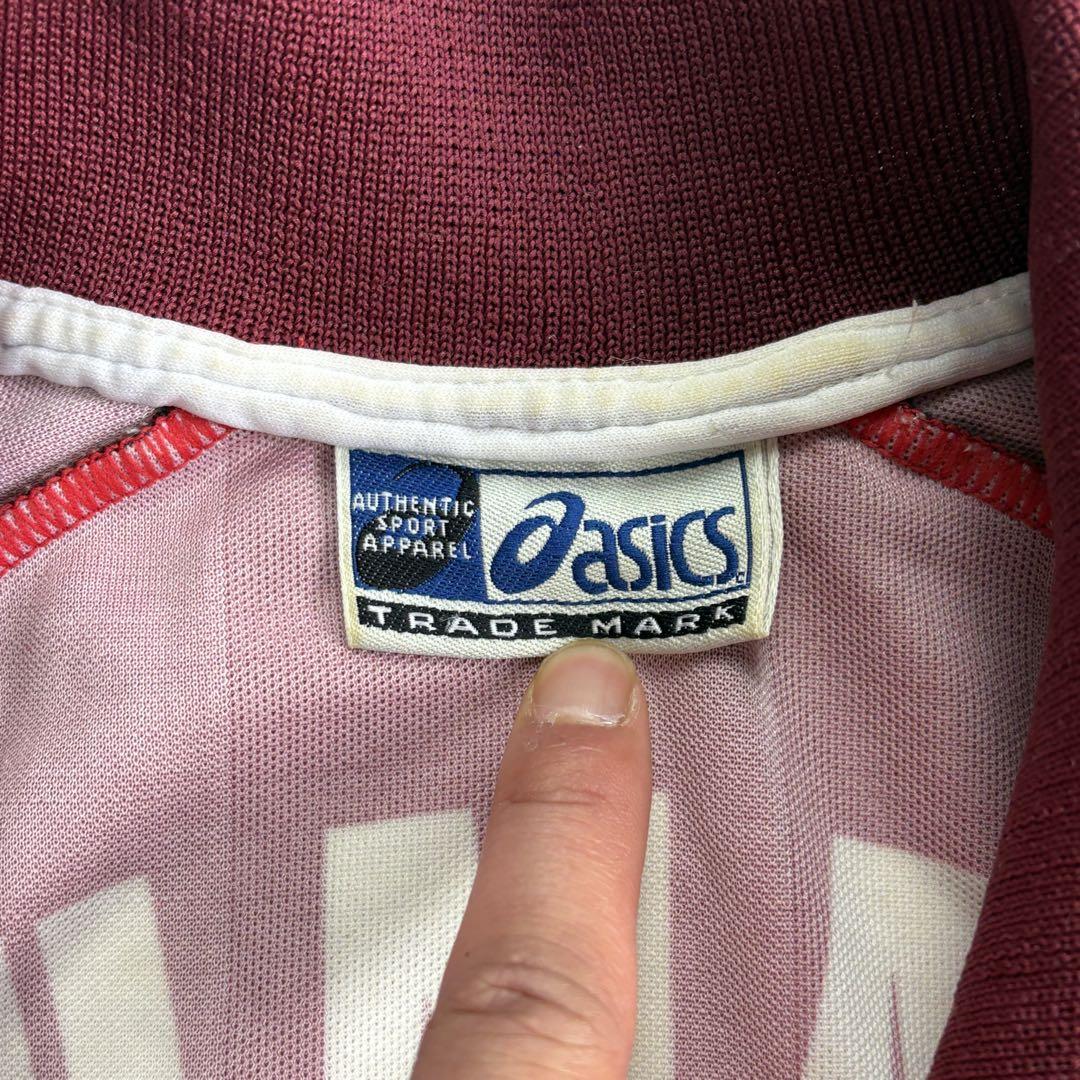 AUTHENTIC
SPORT
APPAREL
asics
TRADE MARK